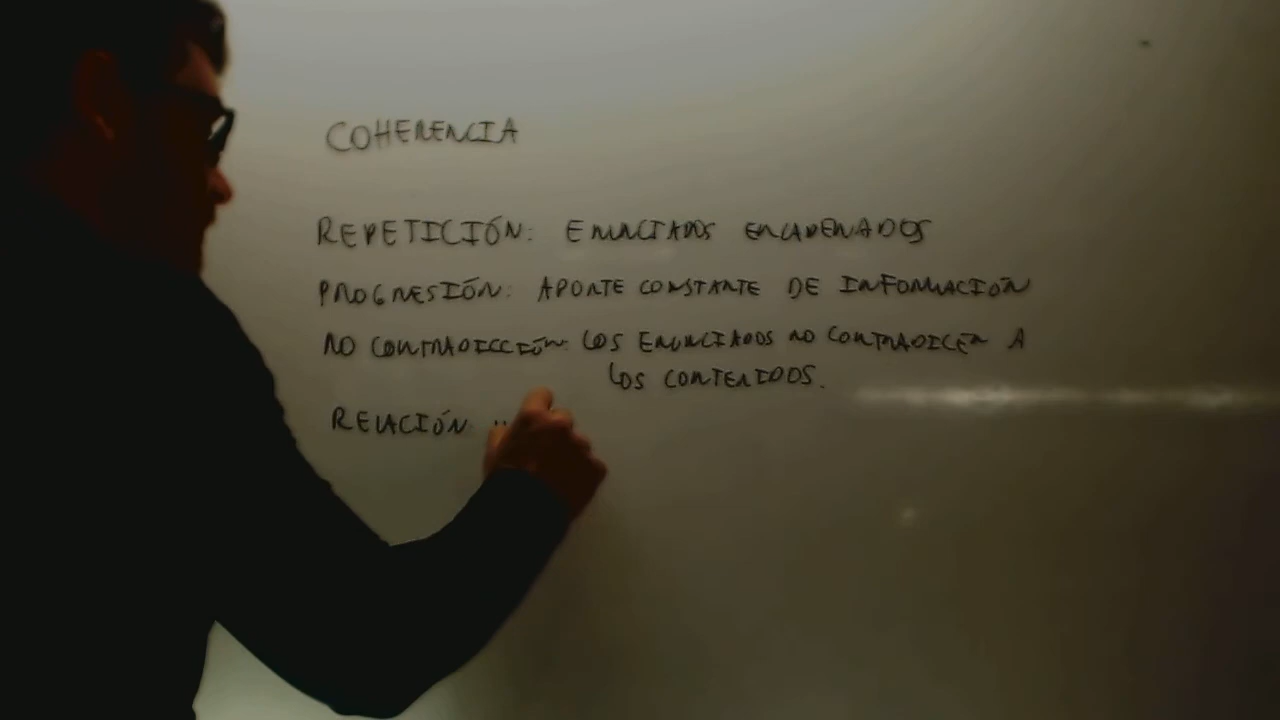 COHERENCIA
REPETICIÓN: ENUNCIADOS ENCADENADOS
PROGRESIÓN: APORTE CONSTANTE DE INFORMACIÓN
NO CONTRADICCIÓN: LOS ENUNCIADOS NO CONTRADICEN A
LOS CONTENIDOS.
RELACIÓN